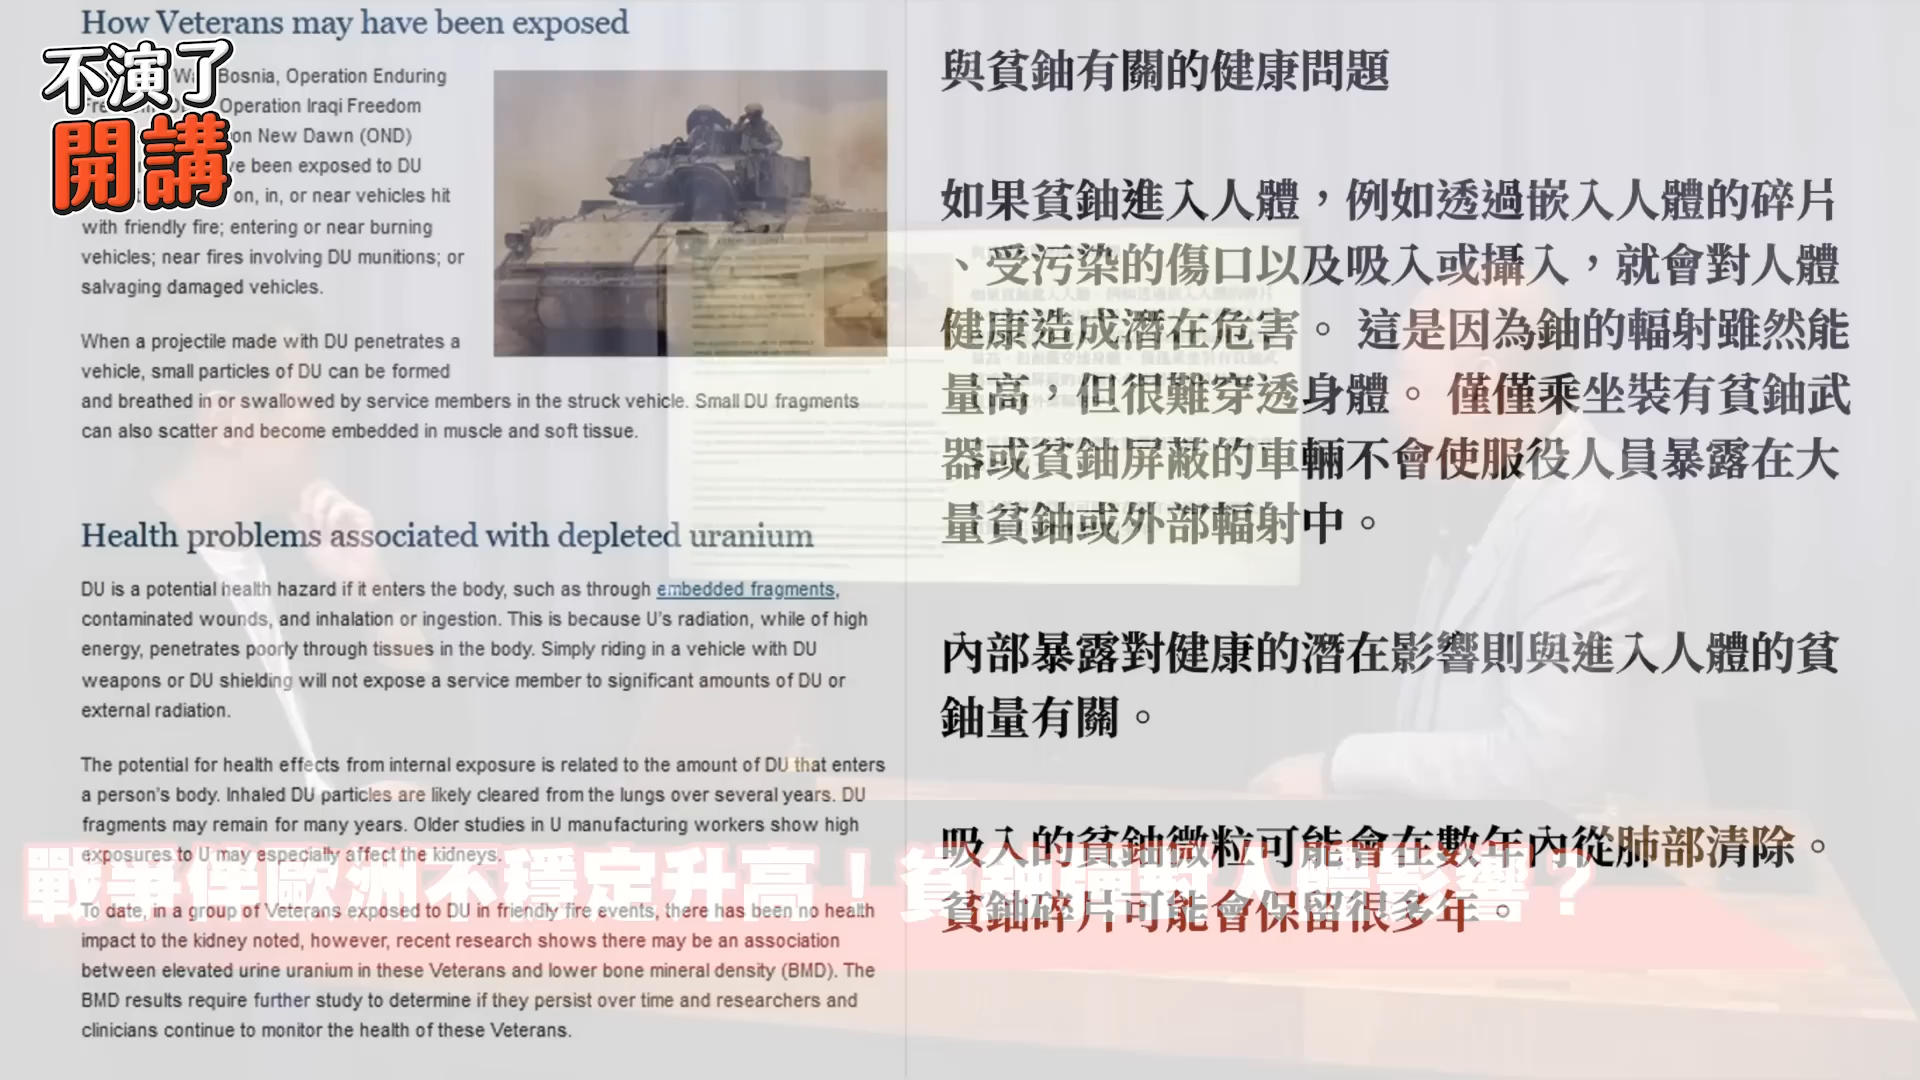 How Veterans may have been exposed
Bosnia, Operation Enduring
Operation Iraqi Freedom
on New Dawn (OND)
ve been exposed to DU
on, in, or near vehicles hit
with friendly fire; entering or near burning
vehicles; near fires involving DU munitions; or
salvaging damaged vehicles.
When a projectile made with DU penetrates a
vehicle, small particles of DU can be formed
and breathed in or swallowed by service members in the struck vehicle. Small DU fragments
can also scatter and become embedded in muscle and soft tissue.
Health problems associated with depleted uranium
DU is a potential health hazard if it enters the body, such as through embedded fragments,
contaminated wounds, and inhalation or ingestion. This is because U's radiation, while of high
energy, penetrates poorly through tissues in the body. Simply riding in a vehicle with DU
weapons or DU shielding will not expose a service member to significant amounts of DU or
external radiation.
The potential for health effects from internal exposure is related to the amount of DU that enters
a person's body. Inhaled DU particles are likely cleared from the lungs over several years. DU
fragments may remain for many years. Older studies in U manufacturing workers show high
exposures to U may especially affect the kidneys.
To date, in a group of Veterans exposed to DU in friendly fire events, there has been no health
impact to the kidney noted, however, recent research shows there may be an association
between elevated urine uranium in these Veterans and lower bone mineral density (BMD). The
BMD results require further study to determine if they persist over time and researchers and
clinicians continue to monitor the health of these Veterans.
不演了
開講
與貧鈾有關的健康問題
如果貧鈾進入人體，例如透過嵌入人體的碎片
、受污染的傷口以及吸入或攝入，就會對人體
健康造成潛在危害。 這是因為鈾的輻射雖然能
量高，但很難穿透身體。 僅僅乘坐裝有貧鈾武
器或貧鈾屏蔽的車輛不會使服役人員暴露在大
量貧鈾或外部輻射中。
內部暴露對健康的潛在影響則與進入人體的貧
鈾量有關。
吸入的貧鈾微粒可能會在數年內從肺部清除。
貧鈾碎片可能會保留很多年。
戰爭伴歐洲不穩定升高！貧鈾彈對人體影響？